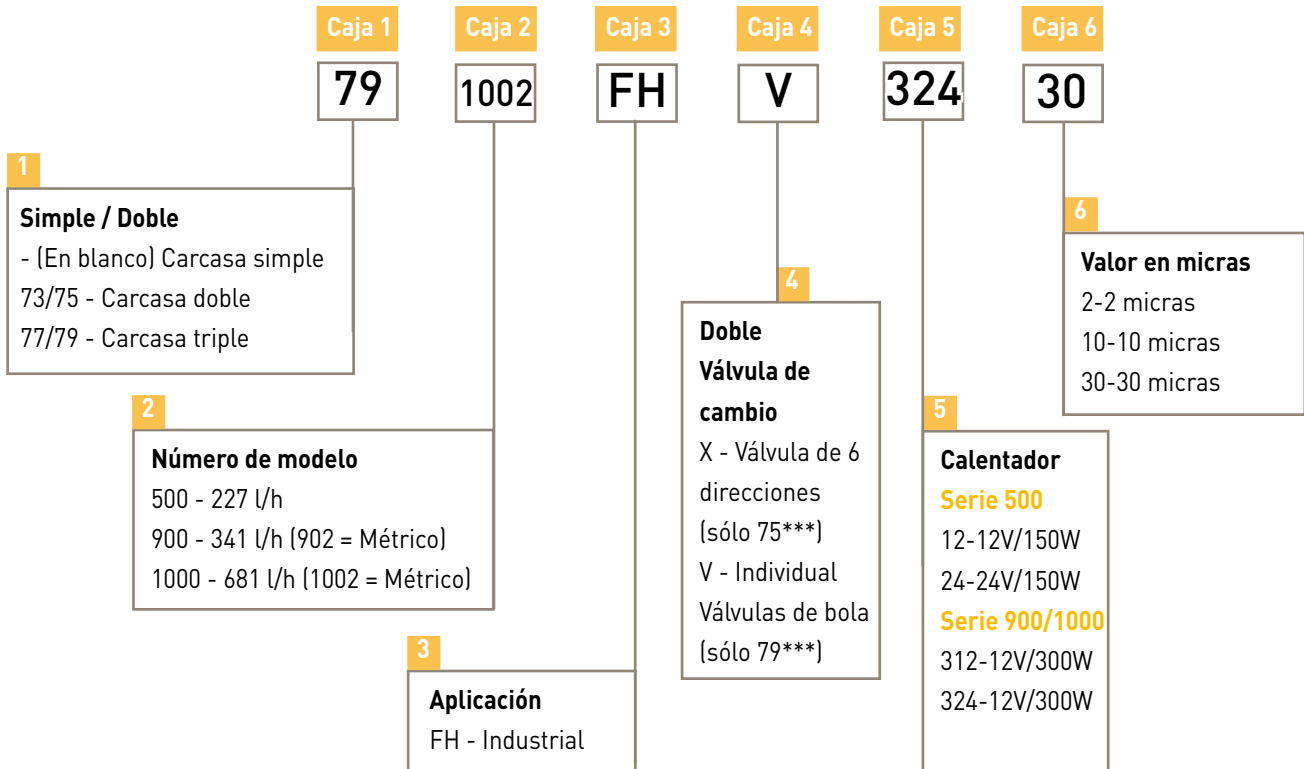 Caja 1 Caja 2 Caja 3 Caja 4 Caja 5 Caja 6
79 1002 FH V 324 30
1
Simple / Doble
- (En blanco) Carcasa simple
73/75 - Carcasa doble
77/79 - Carcasa triple
2
Número de modelo
500 - 227 l/h
900 - 341 l/h (902 = Métrico)
1000 - 681 l/h (1002 = Métrico)
3
Aplicación
FH - Industrial
4
Doble
Válvula de
cambio
X - Válvula de 6
direcciones
(sólo 75***)
V - Individual
Válvulas de bola
(sólo 79***)
5
Calentador
Serie 500
12-12V/150W
24-24V/150W
Serie 900/1000
312-12V/300W
324-12V/300W
6
Valor en micras
2-2 micras
10-10 micras
30-30 micras